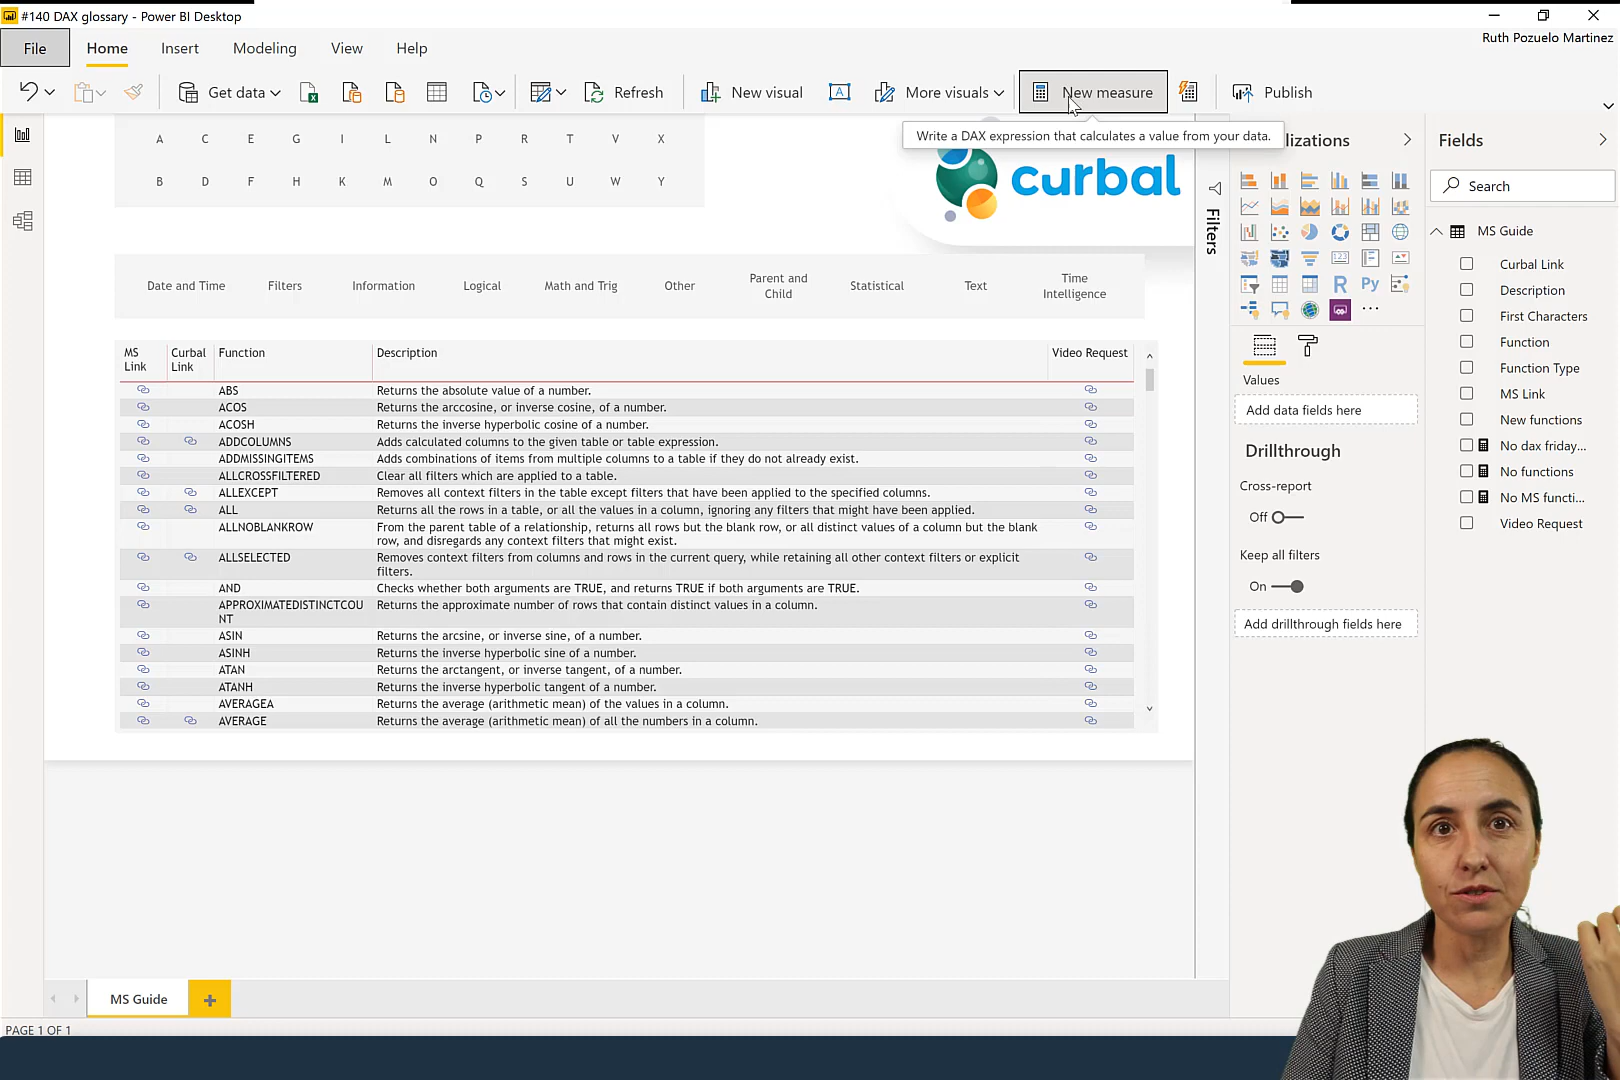 #140 DAX glossary - Power BI Desktop
Ruth Pozuelo Martinez
File Home Insert Modeling View Help
Get data Refresh New visual A More visuals New measure Publish
Write a DAX expression that calculates a value from your data.
A C E G I L N P R T V X
B D F H K M O Q S U W Y
curbal
Date and Time Filters Information Logical Math and Trig Other Parent and Child Statistical Text Time Intelligence
MS Link Curbal Link Function Description Video Request
ABS Returns the absolute value of a number.
ACOS Returns the arccosine, or inverse cosine, of a number.
ACOSH Returns the inverse hyperbolic cosine of a number.
ADDCOLUMNS Adds calculated columns to the given table or table expression.
ADDMISSINGITEMS Adds combinations of items from multiple columns to a table if they do not already exist.
ALLCROSSFILTERED Clear all filters which are applied to a table.
ALLEXCEPT Removes all context filters in the table except filters that have been applied to the specified columns.
ALL Returns all the rows in a table, or all the values in a column, ignoring any filters that might have been applied.
ALLNOBLANKROW From the parent table of a relationship, returns all rows but the blank row, or all distinct values of a column but the blank
row, and disregards any context filters that might exist.
ALLSELECTED Removes context filters from columns and rows in the current query, while retaining all other context filters or explicit
filters.
AND Checks whether both arguments are TRUE, and returns TRUE if both arguments are TRUE.
APPROXIMATEDISTINCTCOU Returns the approximate number of rows that contain distinct values in a column.
NT
ASIN Returns the arcsine, or inverse sine, of a number.
ASINH Returns the inverse hyperbolic sine of a number.
ATAN Returns the arctangent, or inverse tangent, of a number.
ATANH Returns the inverse hyperbolic tangent of a number.
AVERAGEA Returns the average (arithmetic mean) of the values in a column.
AVERAGE Returns the average (arithmetic mean) of all the numbers in a column.
Filters
lizations
R Py
123
Values
Add data fields here
Drillthrough
Cross-report
Off
Keep all filters
On
Add drillthrough fields here
Fields
Search
MS Guide
Curbal Link
Description
First Characters
Function
Function Type
MS Link
New functions
No dax friday...
No functions
No MS functi...
Video Request
MS Guide
PAGE 1 OF 1